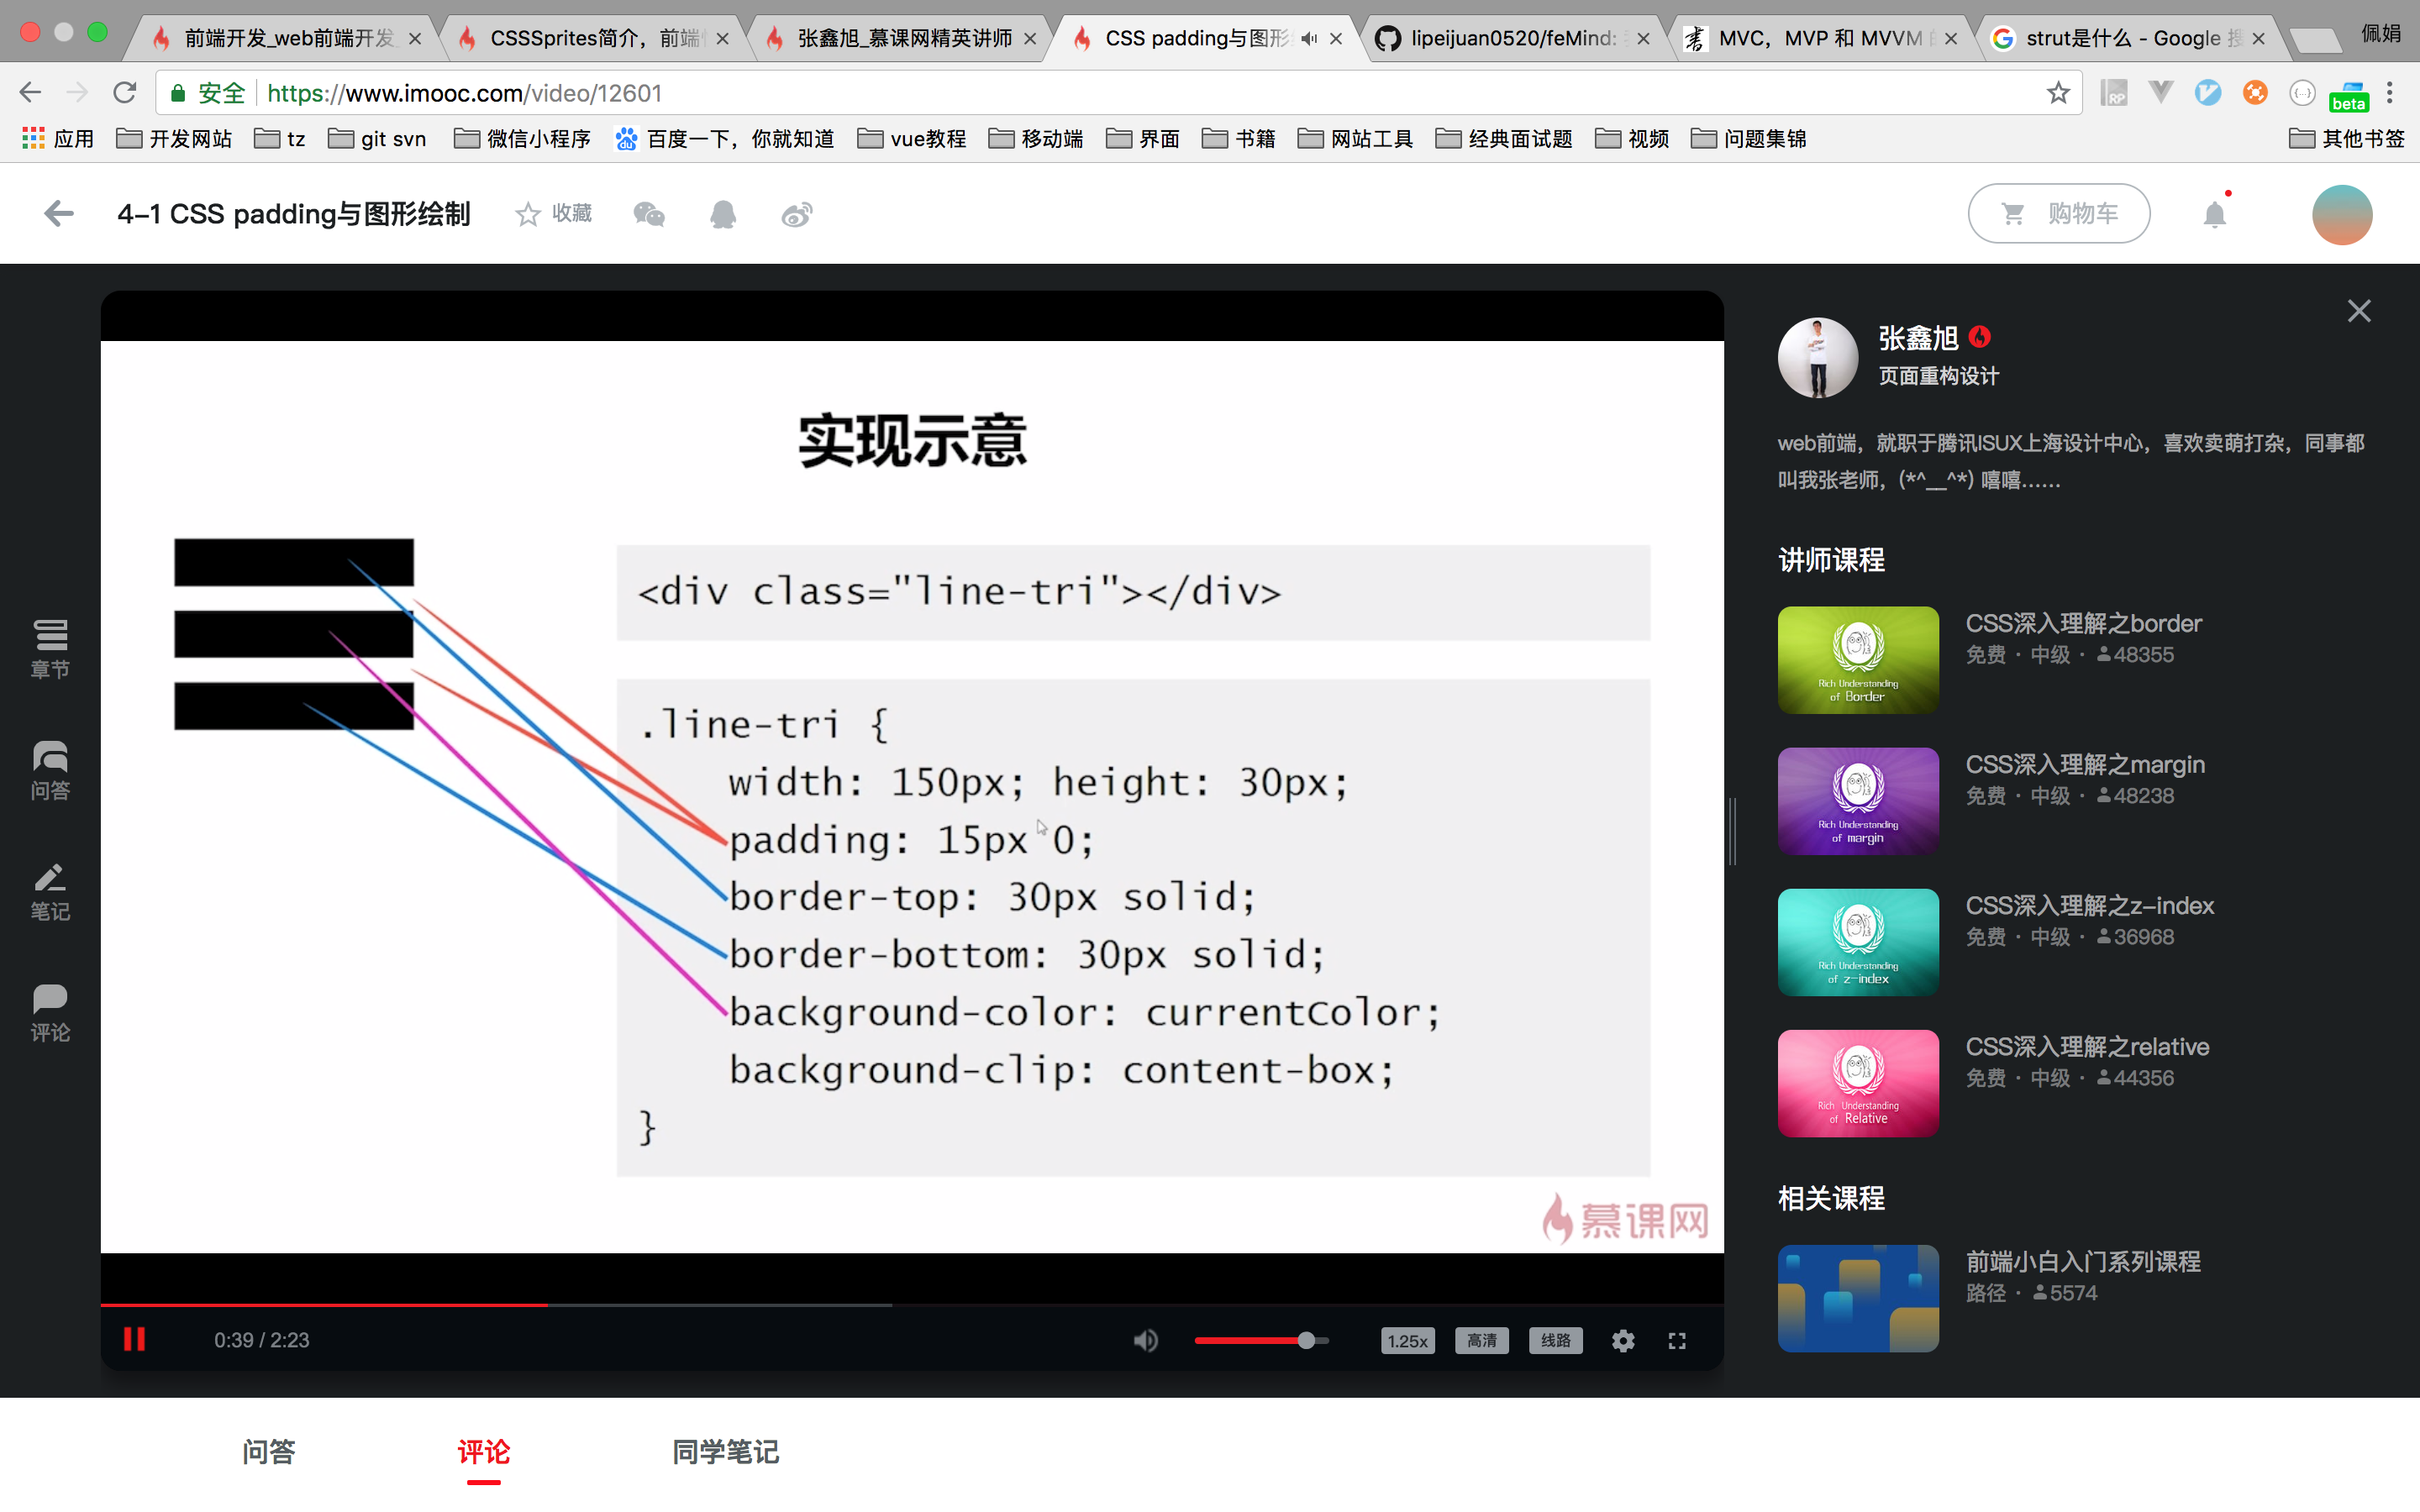 前端开发_web前端开发
CSSSprites简介，前端
张鑫旭_慕课网精英讲师
CSS padding与图形
lipeijuan0520/feMind:
MVC，MVP 和 MVVM
strut是什么 - Google 搜
佩娟
安全
https://www.imooc.com/video/12601
RP
beta
应用
开发网站
tz
git svn
微信小程序
百度一下，你就知道
vue教程
移动端
界面
书籍
网站工具
经典面试题
视频
问题集锦
其他书签
4-1 CSS padding与图形绘制
收藏
购物车
章节
问答
笔记
评论
实现示意
<div class="line-tri"></div>
.line-tri {
width: 150px; height: 30px;
padding: 15px 0;
border-top: 30px solid;
border-bottom: 30px solid;
background-color: currentColor;
background-clip: content-box;
}
慕课网
0:39 / 2:23
1.25x
高清
线路
张鑫旭
页面重构设计
web前端，就职于腾讯ISUX上海设计中心，喜欢卖萌打杂，同事都
叫我张老师，(*^__^*) 嘻嘻……
讲师课程
Rich Understanding
of Border
CSS深入理解之border
免费 · 中级 · 48355
Rich Understanding
of margin
CSS深入理解之margin
免费 · 中级 · 48238
Rich Understanding
of z-index
CSS深入理解之z-index
免费 · 中级 · 36968
Rich Understanding
of Relative
CSS深入理解之relative
免费 · 中级 · 44356
相关课程
前端小白入门系列课程
路径 · 5574
问答
评论
同学笔记